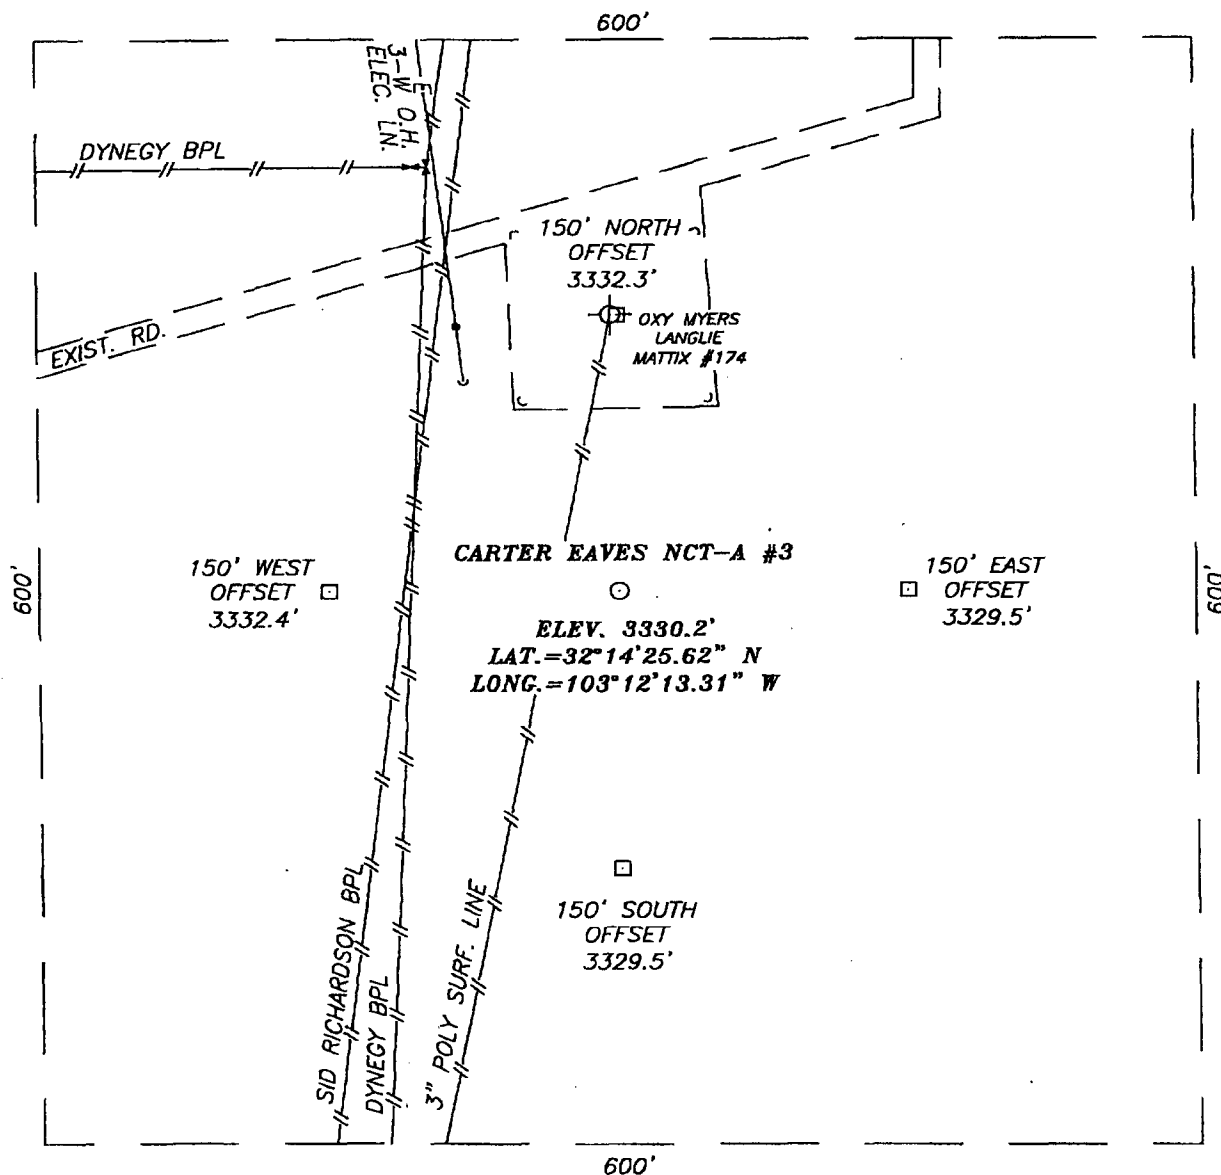 600'
3-W O.H.
ELEC. LN.
E
DYNEGY BPL
150' NORTH
OFFSET
3332.3'
OXY MYERS
LANGLIE
MATTIX #174
EXIST. RD.
CARTER EAVES NCT-A #3
150' WEST
OFFSET
3332.4'
150' EAST
OFFSET
3329.5'
600'
600'
ELEV. 3330.2'
LAT.=32°14'25.62" N
LONG.=103°12'13.31" W
150' SOUTH
OFFSET
3329.5'
SID RICHARDSON BPL
DYNEGY BPL
3" POLY SURF. LINE
600'